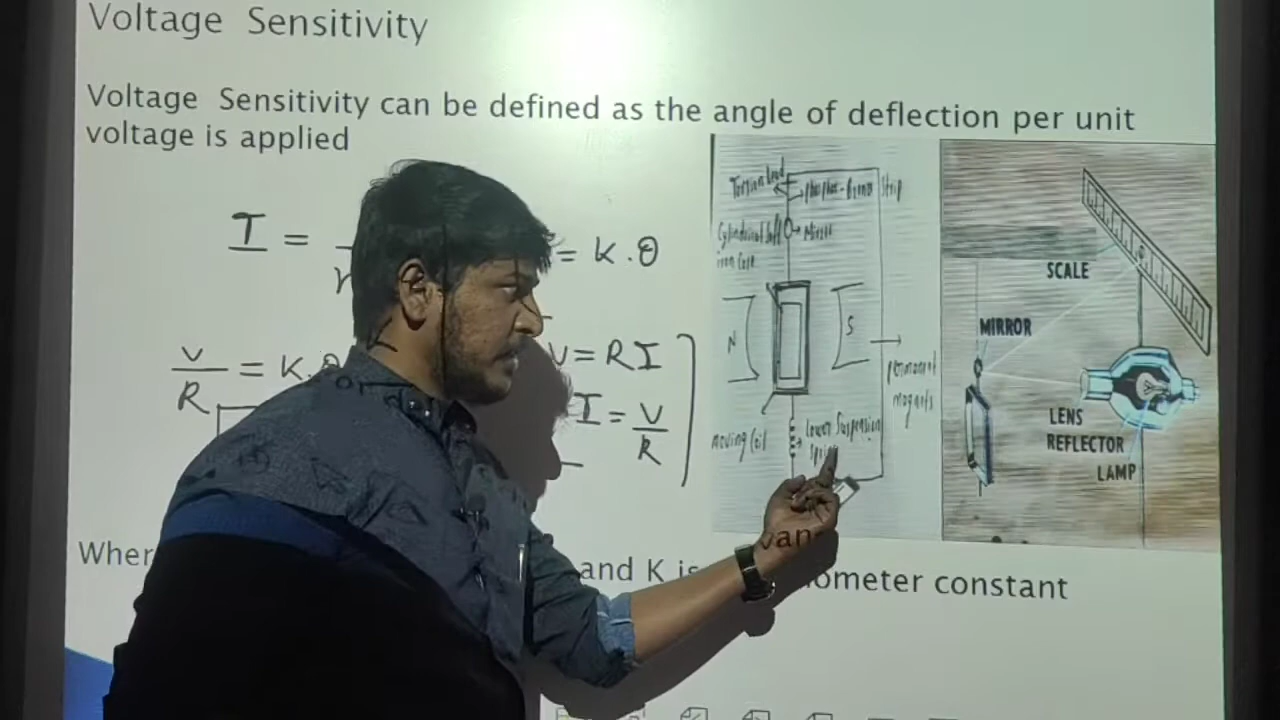 Voltage Sensitivity
Voltage Sensitivity can be defined as the angle of deflection per unit
voltage is applied
I =
= K.θ
V/R = K.θ
V = RI
I = V/R
and K is
ometer constant
Torsion head
phosphor-Bronze strip
Cylindrical soft
iron core
Mirror
N
S
permanent
magnets
moving Coil
Lower Suspension
SCALE
MIRROR
LENS
REFLECTOR
LAMP